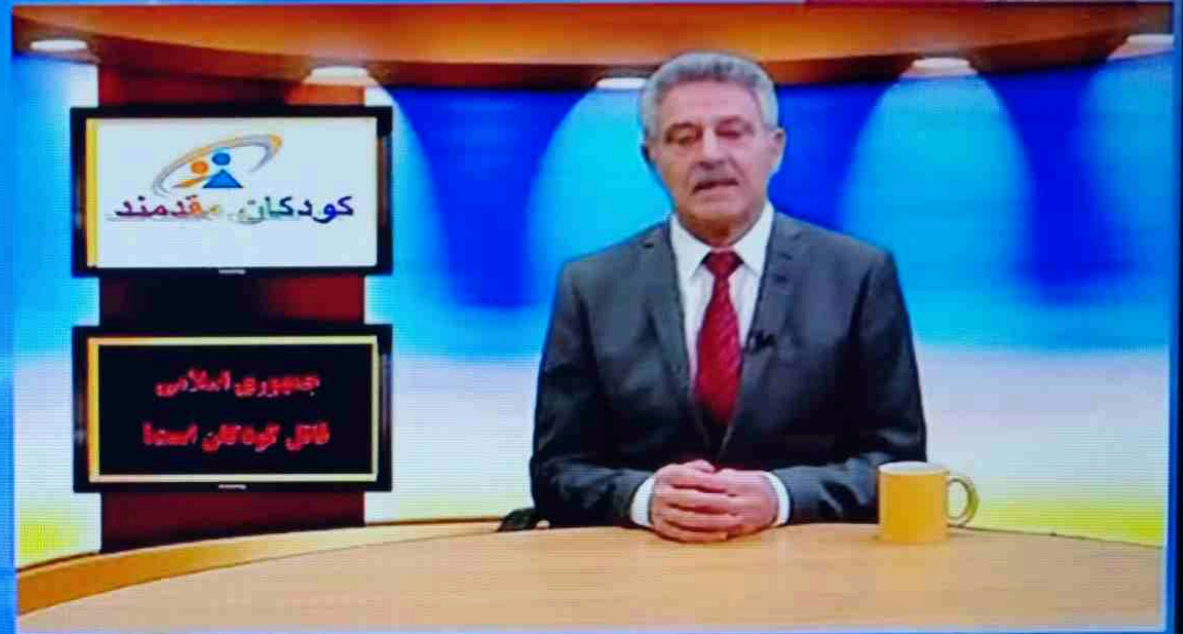 کودکان مقدمند
جمهوری اسلامی
قاتل کودکان است!